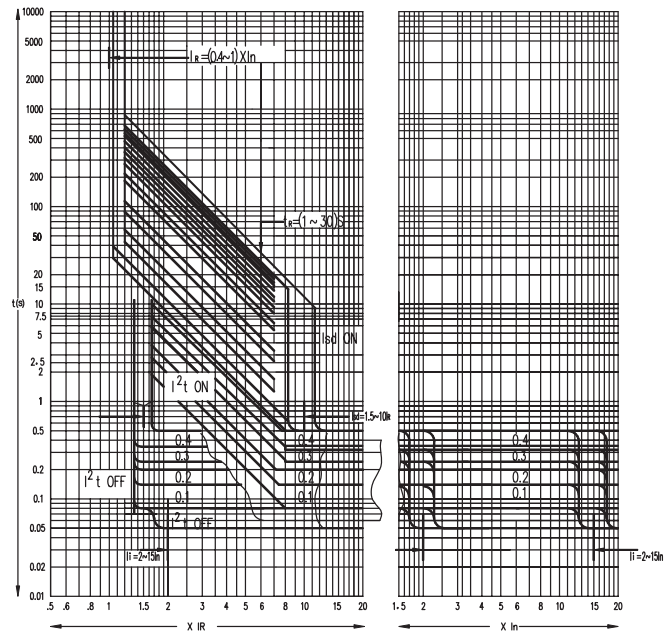 10000
5000
2000
1000
500
200
100
50
20
15
10
7.5
5
2.5
2
1
0.5
0.2
0.1
0.05
0.02
0.01
t(s)
IR=(0.4~1)XIn
tR=(1~30)S
Isd ON
I²t ON
Isd=1.5~10IR
0.4
0.3
0.2
0.1
I²t OFF
I²t OFF
Ii=2~15In
0.4
0.3
0.2
0.1
0.4
0.3
0.2
0.1
Ii=2~15In
.5 .6 .8 1 1.5 2 3 4 5 6 8 10 20
1.5 2 3 4 5 6 8 10 15 20
X IR
X In